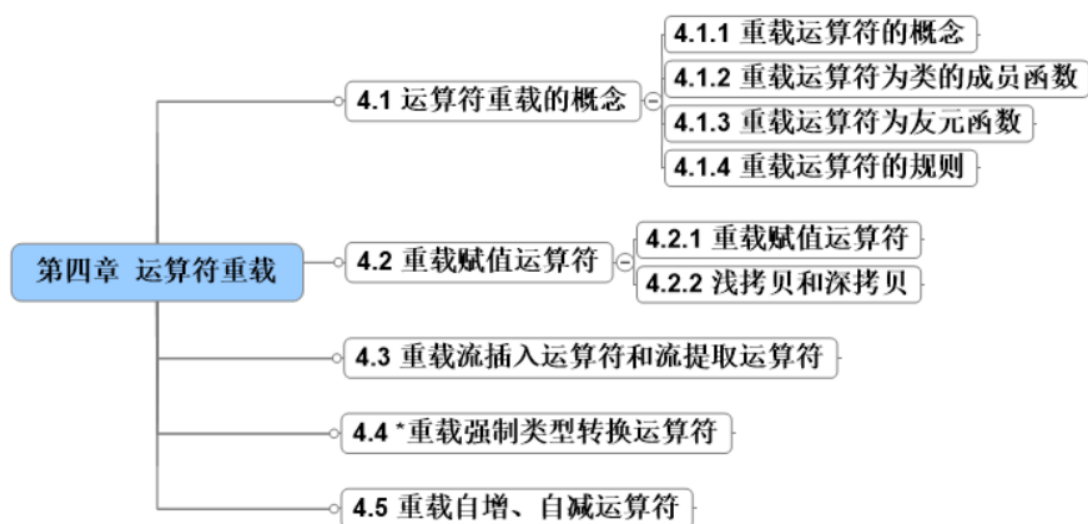 第四章 运算符重载
4.1 运算符重载的概念
4.1.1 重载运算符的概念
4.1.2 重载运算符为类的成员函数
4.1.3 重载运算符为友元函数
4.1.4 重载运算符的规则
4.2 重载赋值运算符
4.2.1 重载赋值运算符
4.2.2 浅拷贝和深拷贝
4.3 重载流插入运算符和流提取运算符
4.4 *重载强制类型转换运算符
4.5 重载自增、自减运算符